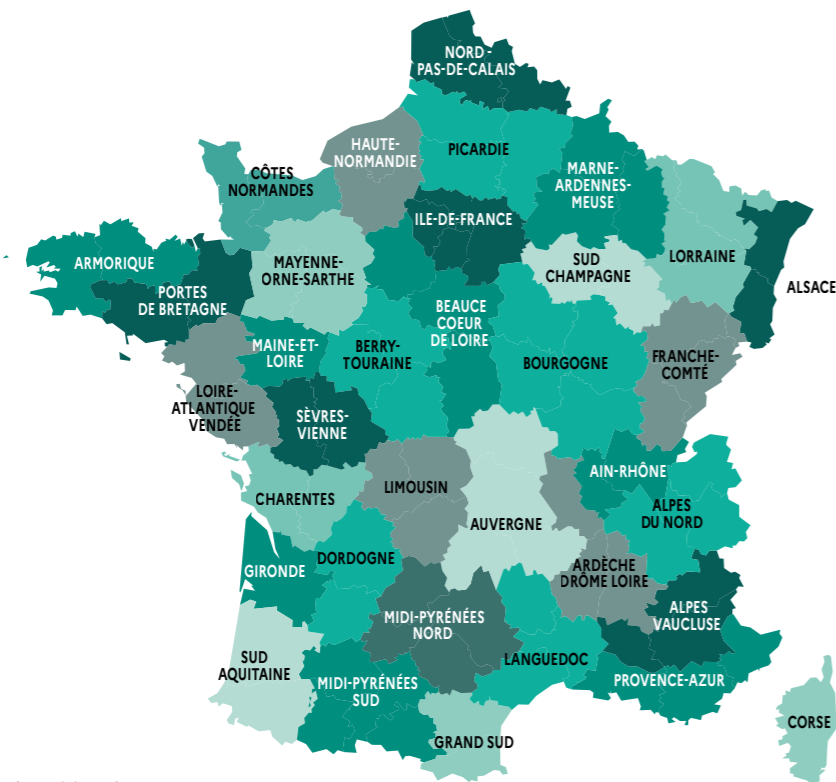 NORD -
PAS-DE-CALAIS
HAUTE-
NORMANDIE
PICARDIE
CÔTES
NORMANDES
MARNE-
ARDENNES-
MEUSE
ILE-DE-FRANCE
LORRAINE
ALSACE
ARMORIQUE
PORTES
DE BRETAGNE
MAYENNE-
ORNE-SARTHE
SUD
CHAMPAGNE
BEAUCE
COEUR
DE LOIRE
MAINE-ET-
LOIRE
BERRY-
TOURAINE
BOURGOGNE
FRANCHE-
COMTÉ
LOIRE-
ATLANTIQUE
VENDÉE
SÈVRES-
VIENNE
CHARENTES
LIMOUSIN
AUVERGNE
AIN-RHÔNE
ALPES
DU NORD
GIRONDE
DORDOGNE
ARDÈCHE
DRÔME LOIRE
MIDI-PYRÉNÉES
NORD
ALPES
VAUCLUSE
SUD
AQUITAINE
MIDI-PYRÉNÉES
SUD
LANGUEDOC
PROVENCE-AZUR
GRAND SUD
CORSE